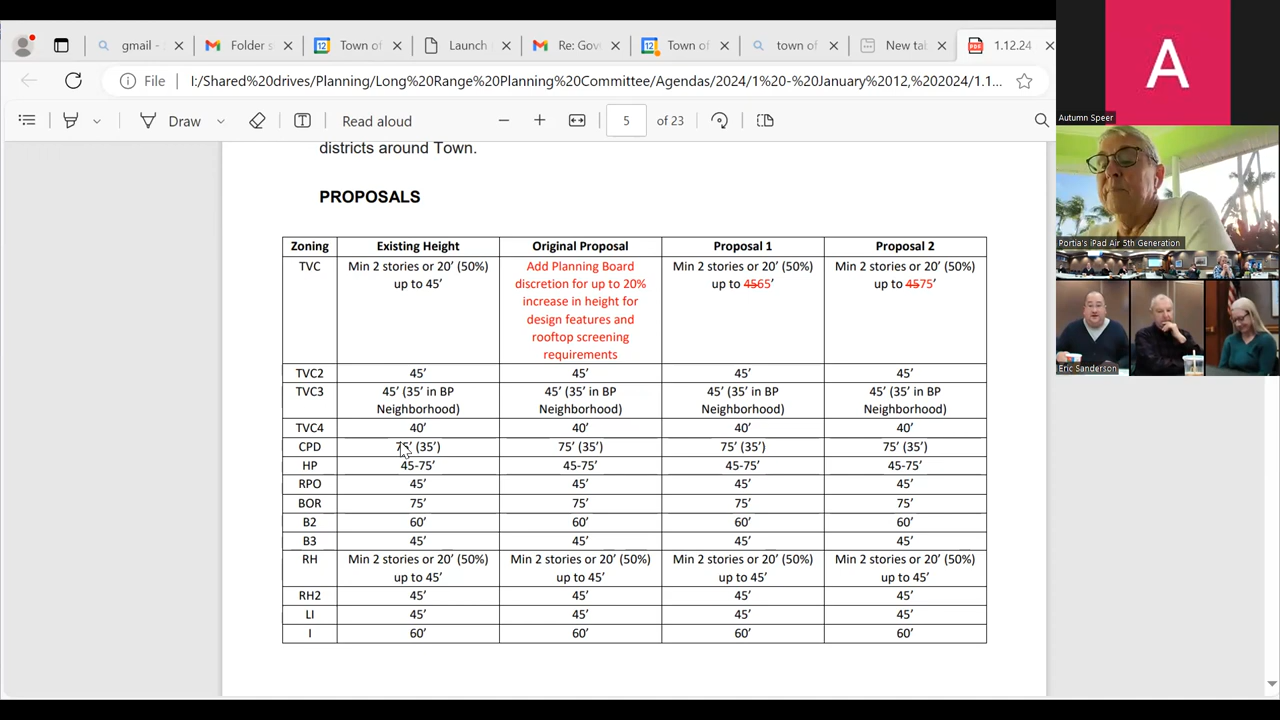 gmail -
Folder s
Town of
Launch
Re: Gov
Town of
town of
New tab
1.12.24
File
I:/Shared%20drives/Planning/Long%20Range%20Planning%20Committee/Agendas/2024/1%20-%20January%2012,%202024/1.1...
Draw
Read aloud
5
of 23
A
Autumn Speer
Portia's iPad Air 5th Generation
Eric Sanderson
districts around Town.
PROPOSALS
Zoning Existing Height Original Proposal Proposal 1 Proposal 2
TVC
Min 2 stories or 20’ (50%)
up to 45’
Add Planning Board
discretion for up to 20%
increase in height for
design features and
rooftop screening
requirements
Min 2 stories or 20’ (50%)
up to 4565’
Min 2 stories or 20’ (50%)
up to 4575’
TVC2 45’ 45’ 45’ 45’
TVC3
45’ (35’ in BP
Neighborhood)
45’ (35’ in BP
Neighborhood)
45’ (35’ in BP
Neighborhood)
45’ (35’ in BP
Neighborhood)
TVC4 40’ 40’ 40’ 40’
CPD 75’ (35’) 75’ (35’) 75’ (35’) 75’ (35’)
HP 45-75’ 45-75’ 45-75’ 45-75’
RPO 45’ 45’ 45’ 45’
BOR 75’ 75’ 75’ 75’
B2 60’ 60’ 60’ 60’
B3 45’ 45’ 45’ 45’
RH
Min 2 stories or 20’ (50%)
up to 45’
Min 2 stories or 20’ (50%)
up to 45’
Min 2 stories or 20’ (50%)
up to 45’
Min 2 stories or 20’ (50%)
up to 45’
RH2 45’ 45’ 45’ 45’
LI 45’ 45’ 45’ 45’
I 60’ 60’ 60’ 60’